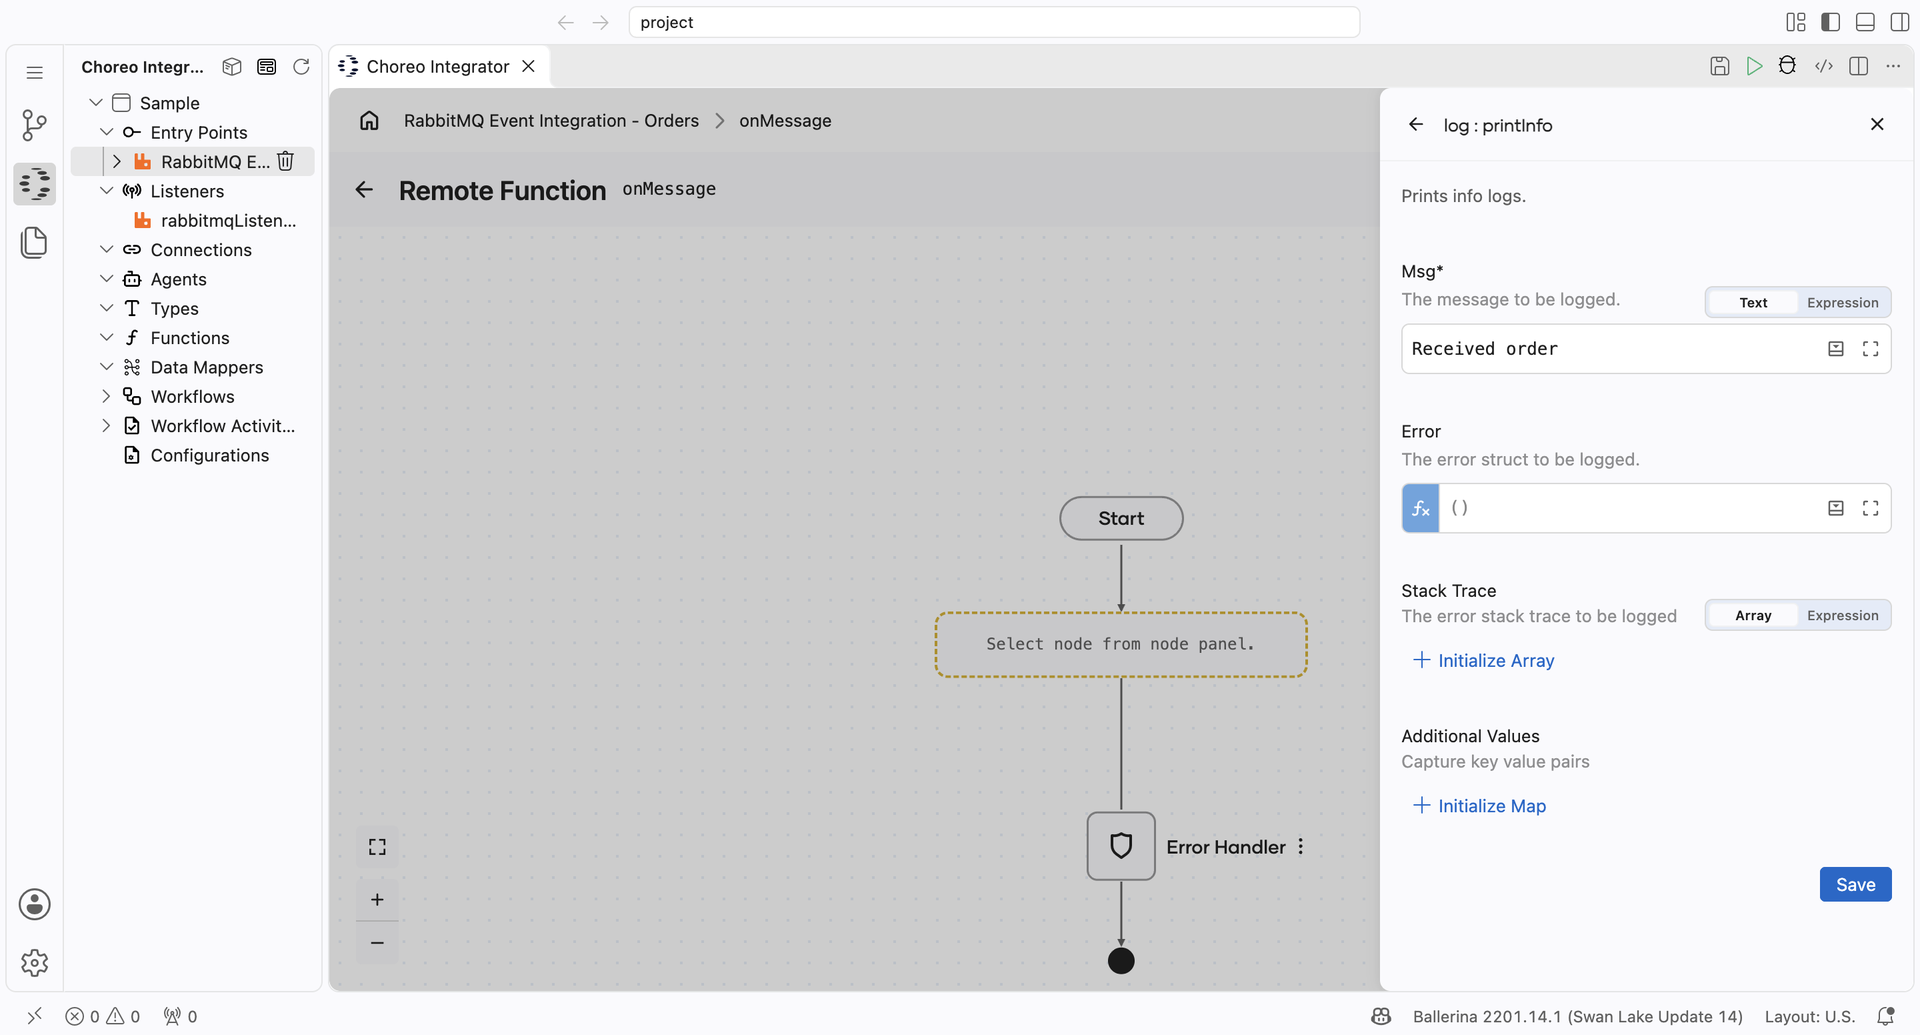 project
Choreo Integr...
Choreo Integrator
Sample
Entry Points
RabbitMQ E...
Listeners
rabbitmqListen...
Connections
Agents
Types
Functions
Data Mappers
Workflows
Workflow Activit...
Configurations
RabbitMQ Event Integration - Orders
onMessage
Remote Function onMessage
Start
Select node from node panel.
Error Handler
log : printInfo
Prints info logs.
Msg*
The message to be logged.
Text
Expression
Received order
Error
The error struct to be logged.
fx
()
Stack Trace
The error stack trace to be logged
Array
Expression
Initialize Array
Additional Values
Capture key value pairs
Initialize Map
Save
0
0
0
Ballerina 2201.14.1 (Swan Lake Update 14)
Layout: U.S.